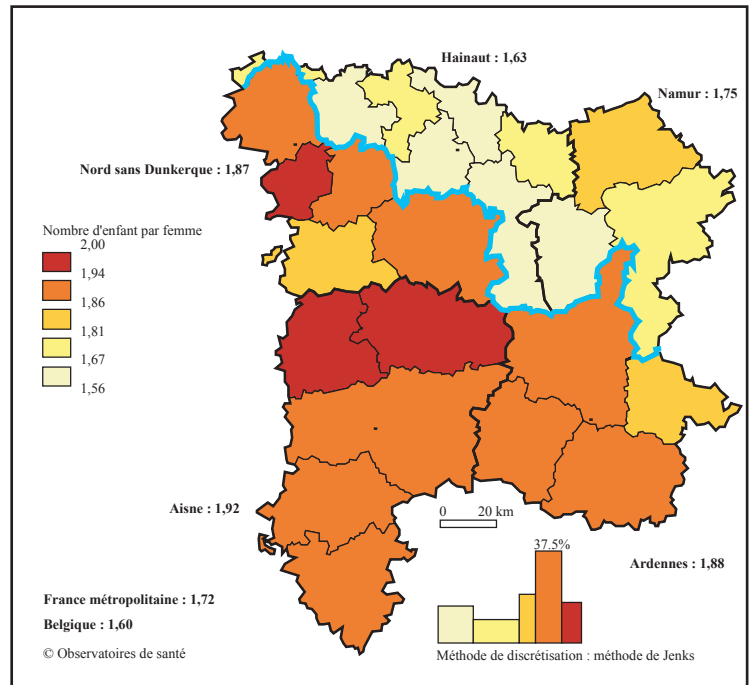 Hainaut : 1,63
Namur : 1,75
Nord sans Dunkerque : 1,87
Nombre d'enfant par femme
2,00
1,94
1,86
1,81
1,67
1,56
Aisne : 1,92
0 20 km
37.5%
Ardennes : 1,88
France métropolitaine : 1,72
Belgique : 1,60
© Observatoires de santé
Méthode de discrétisation : méthode de Jenks